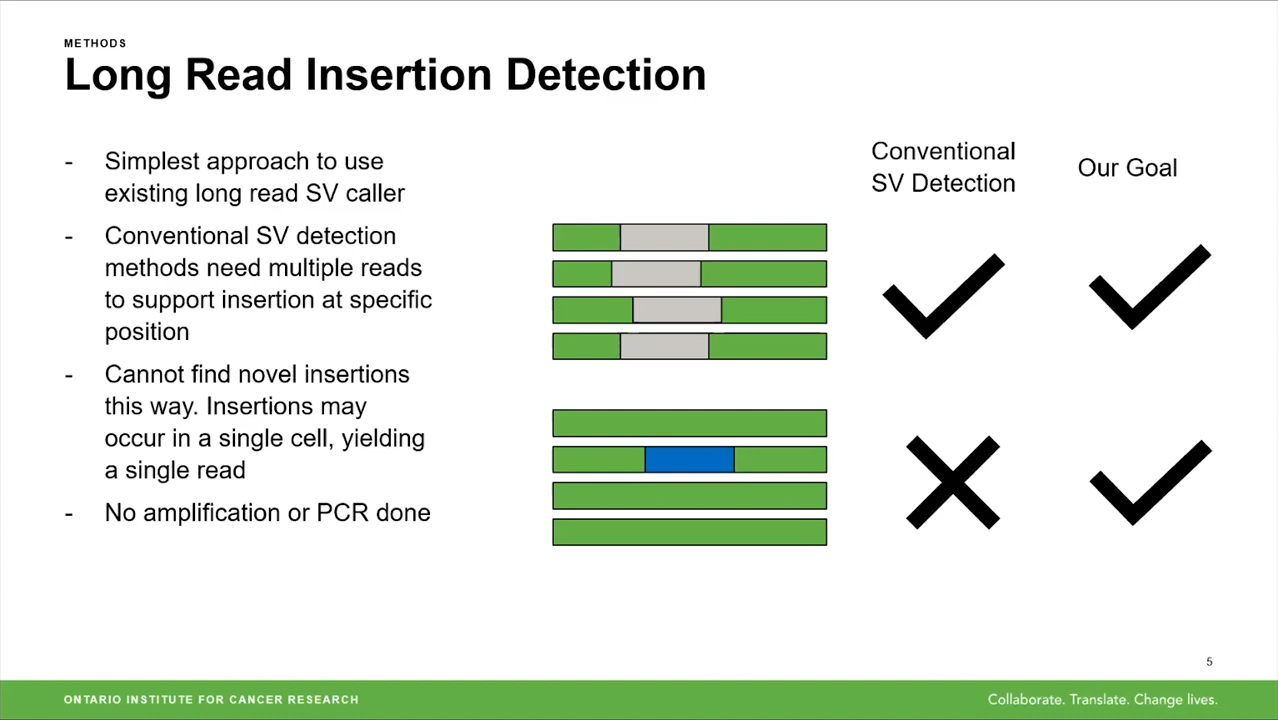 METHODS
Long Read Insertion Detection
- Simplest approach to use
existing long read SV caller
- Conventional SV detection
methods need multiple reads
to support insertion at specific
position
- Cannot find novel insertions
this way. Insertions may
occur in a single cell, yielding
a single read
- No amplification or PCR done
Conventional
SV Detection
Our Goal
5
ONTARIO INSTITUTE FOR CANCER RESEARCH
Collaborate. Translate. Change lives.